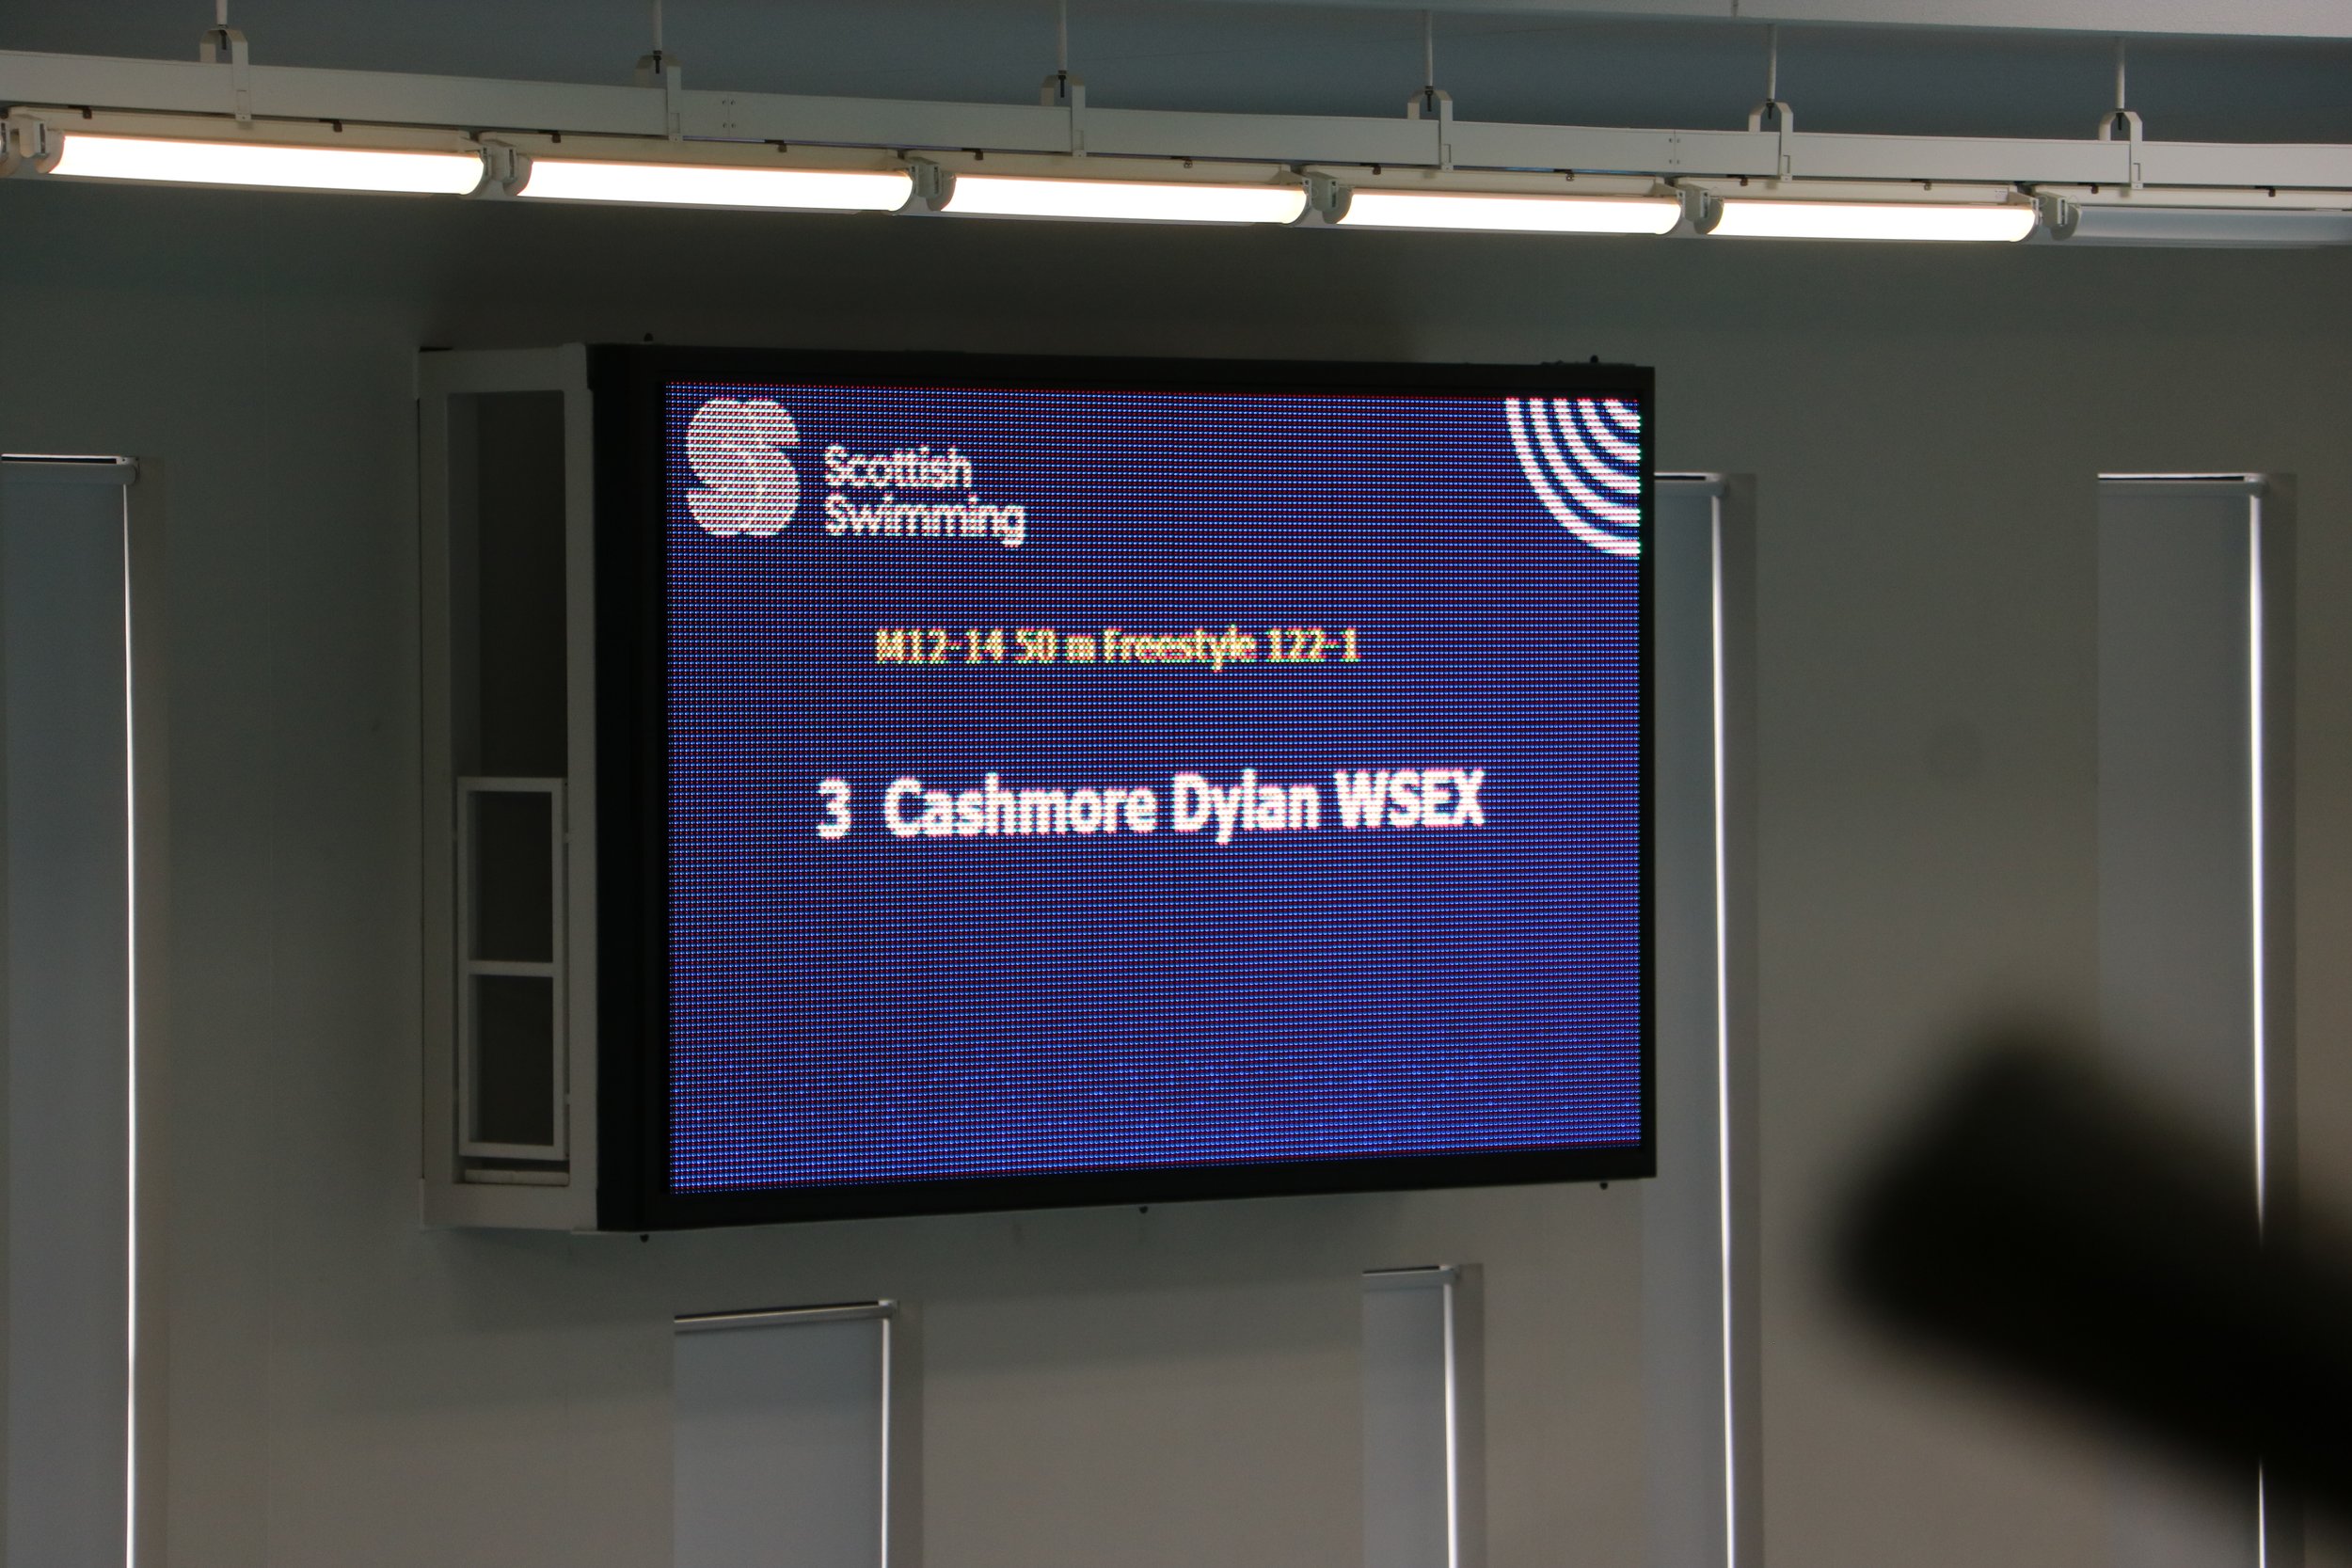 Scottish
Swimming
M12-14 50 m Freestyle 122-1
3 Cashmore Dylan WSEX